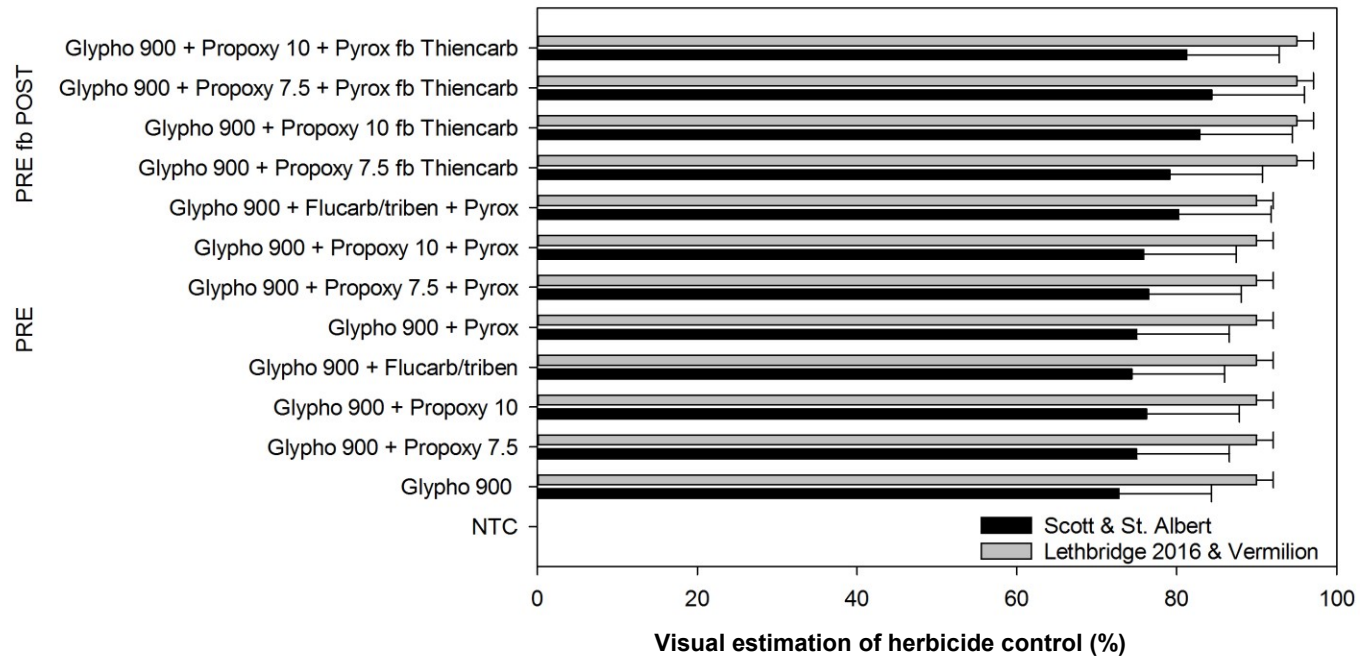 PRE fb POST
PRE
Glypho 900 + Propoxy 10 + Pyrox fb Thiencarb
Glypho 900 + Propoxy 7.5 + Pyrox fb Thiencarb
Glypho 900 + Propoxy 10 fb Thiencarb
Glypho 900 + Propoxy 7.5 fb Thiencarb
Glypho 900 + Flucarb/triben + Pyrox
Glypho 900 + Propoxy 10 + Pyrox
Glypho 900 + Propoxy 7.5 + Pyrox
Glypho 900 + Pyrox
Glypho 900 + Flucarb/triben
Glypho 900 + Propoxy 10
Glypho 900 + Propoxy 7.5
Glypho 900
NTC
Scott & St. Albert
Lethbridge 2016 & Vermilion
0 20 40 60 80 100
Visual estimation of herbicide control (%)